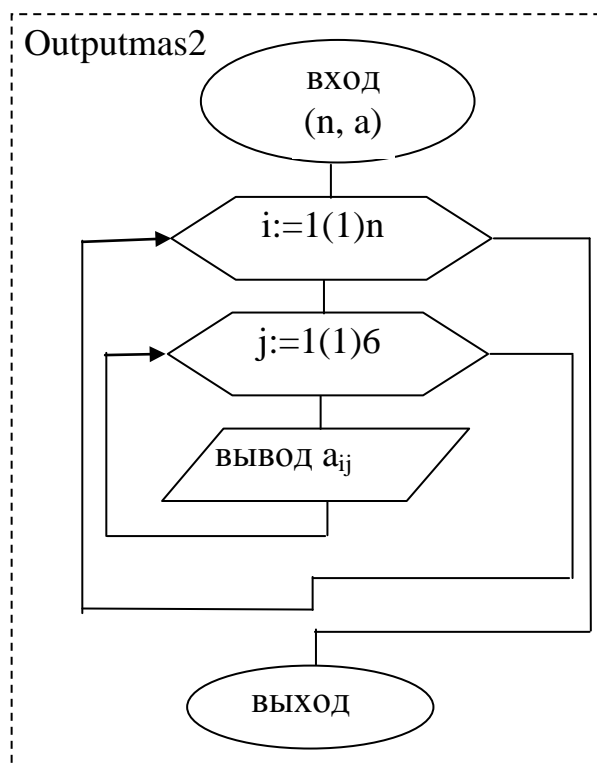 Outputmas2
вход
(n, a)
i:=1(1)n
j:=1(1)6
вывод aᵢⱼ
выход